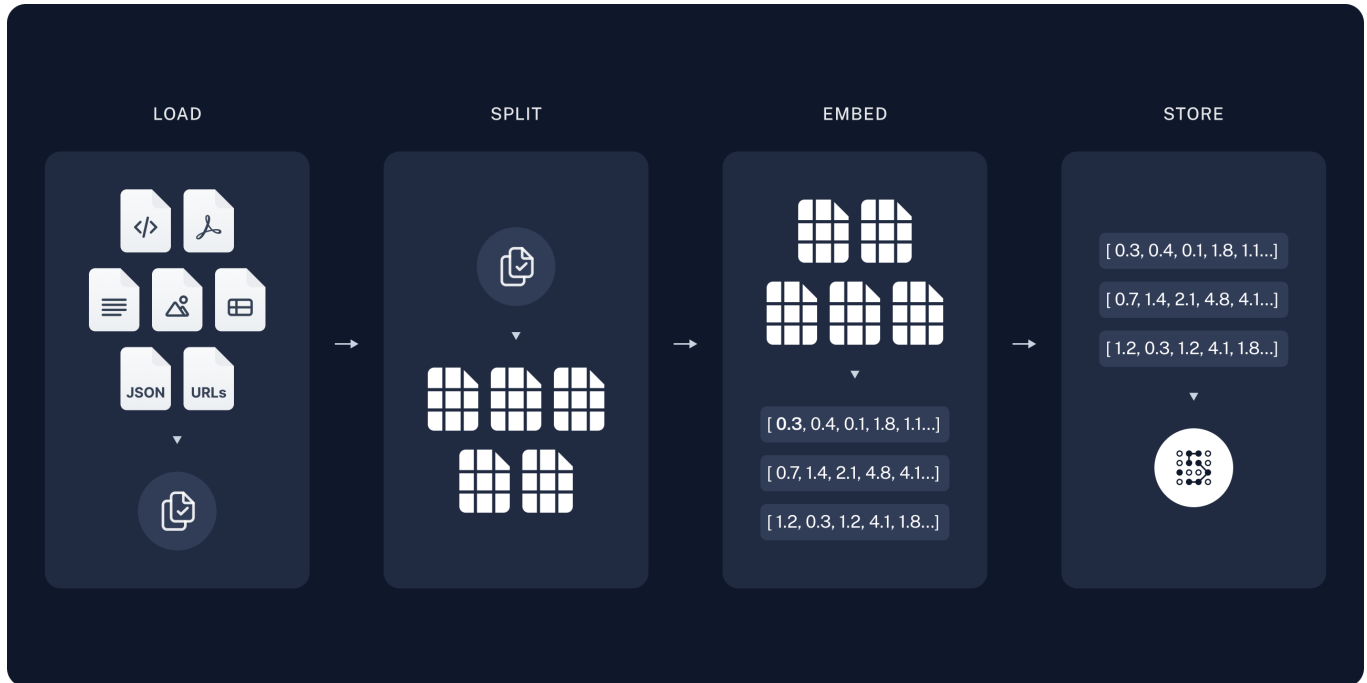 LOAD
SPLIT
EMBED
STORE
JSON
URLs
[ 0.3, 0.4, 0.1, 1.8, 1.1...]
[ 0.7, 1.4, 2.1, 4.8, 4.1...]
[ 1.2, 0.3, 1.2, 4.1, 1.8...]
[ 0.3, 0.4, 0.1, 1.8, 1.1...]
[ 0.7, 1.4, 2.1, 4.8, 4.1...]
[ 1.2, 0.3, 1.2, 4.1, 1.8...]